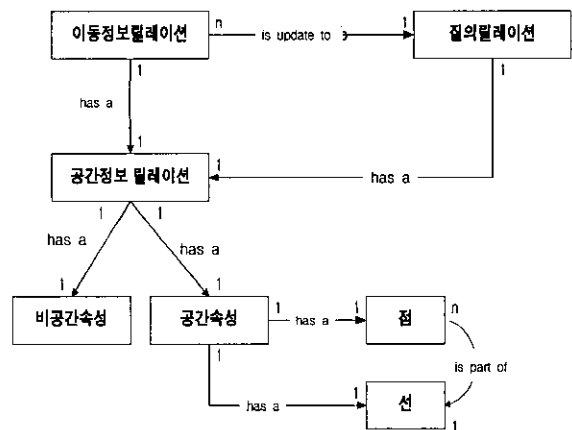 이동정보릴레이션
n
is update to
1
질의릴레이션
1
1
has a
1
1
공간정보 릴레이션
has a
1
1
has a
has a
1
1
비공간속성
공간속성
1
has a
1
점
n
1
is part of
has a
1
선
1